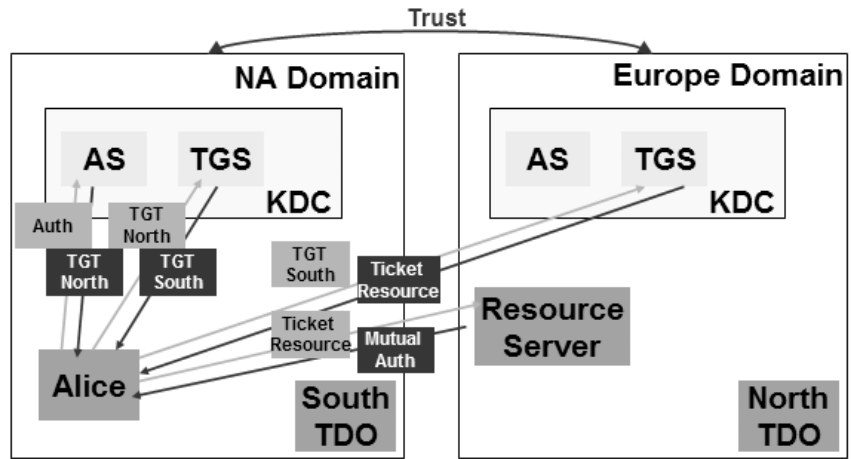 Trust
NA Domain
Europe Domain
AS
TGS
KDC
AS
TGS
KDC
Auth
TGT
North
TGT
North
TGT
South
TGT
South
Ticket
Resource
Ticket
Resource
Mutual
Auth
Resource
Server
Alice
South
TDO
North
TDO